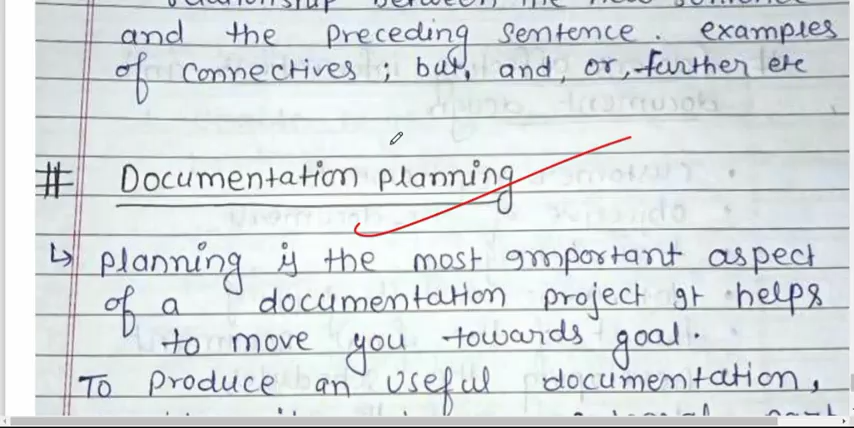 and the preceding sentence. examples
of connectives; but, and, or, further etc
# Documentation planning
↳ planning is the most important aspect
of a documentation project It helps
to move you towards goal.
To produce an useful documentation,